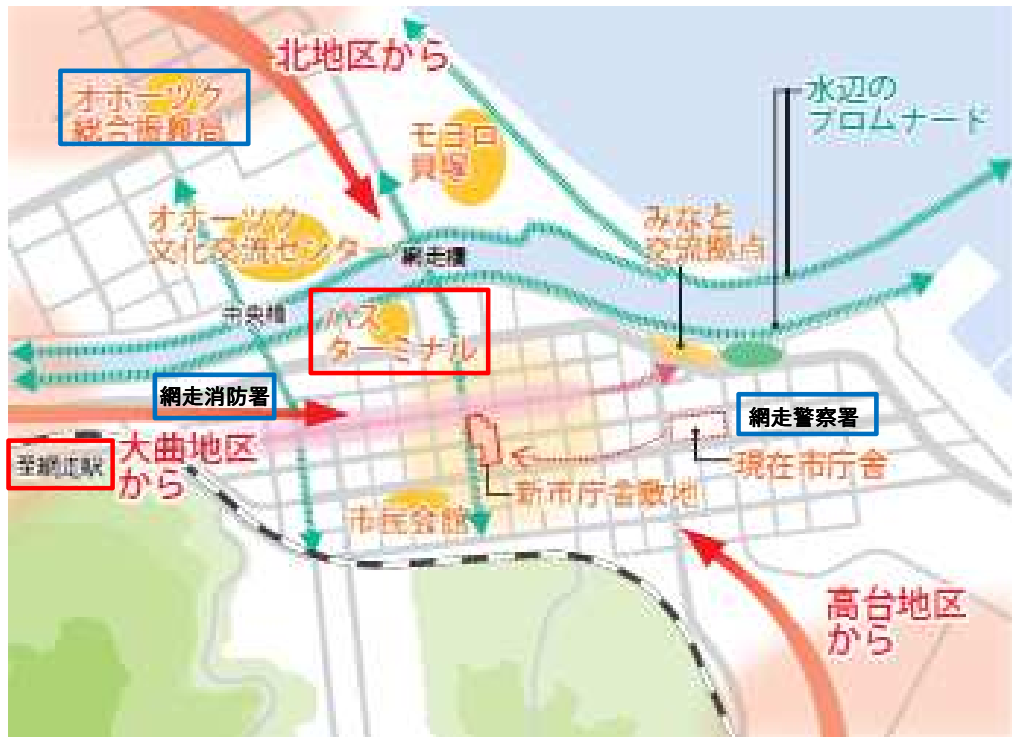 北地区から
オホーツク
総合振興局
水辺の
プロムナード
モヨロ
貝塚
オホーツク
文化交流センター
みなと
交流拠点
網走橋
中央橋
バス
ターミナル
網走消防署
網走警察署
至網走駅
大曲地区
から
現在市庁舎
新市庁舎敷地
市民会館
高台地区
から